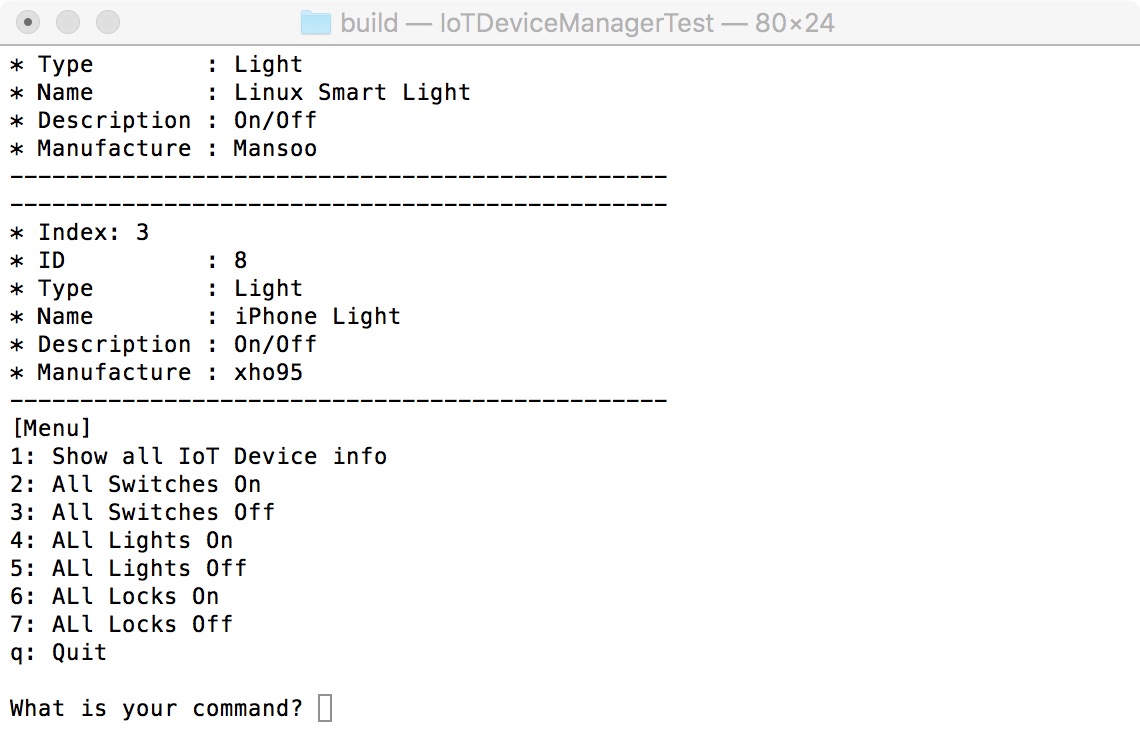 build — IoTDeviceManagerTest — 80×24
* Type        : Light
* Name        : Linux Smart Light
* Description : On/Off
* Manufacture : Mansoo
-----------------------------------------------
-----------------------------------------------
* Index: 3
* ID          : 8
* Type        : Light
* Name        : iPhone Light
* Description : On/Off
* Manufacture : xho95
-----------------------------------------------
[Menu]
1: Show all IoT Device info
2: All Switches On
3: All Switches Off
4: ALl Lights On
5: ALl Lights Off
6: ALl Locks On
7: ALl Locks Off
q: Quit

What is your command?